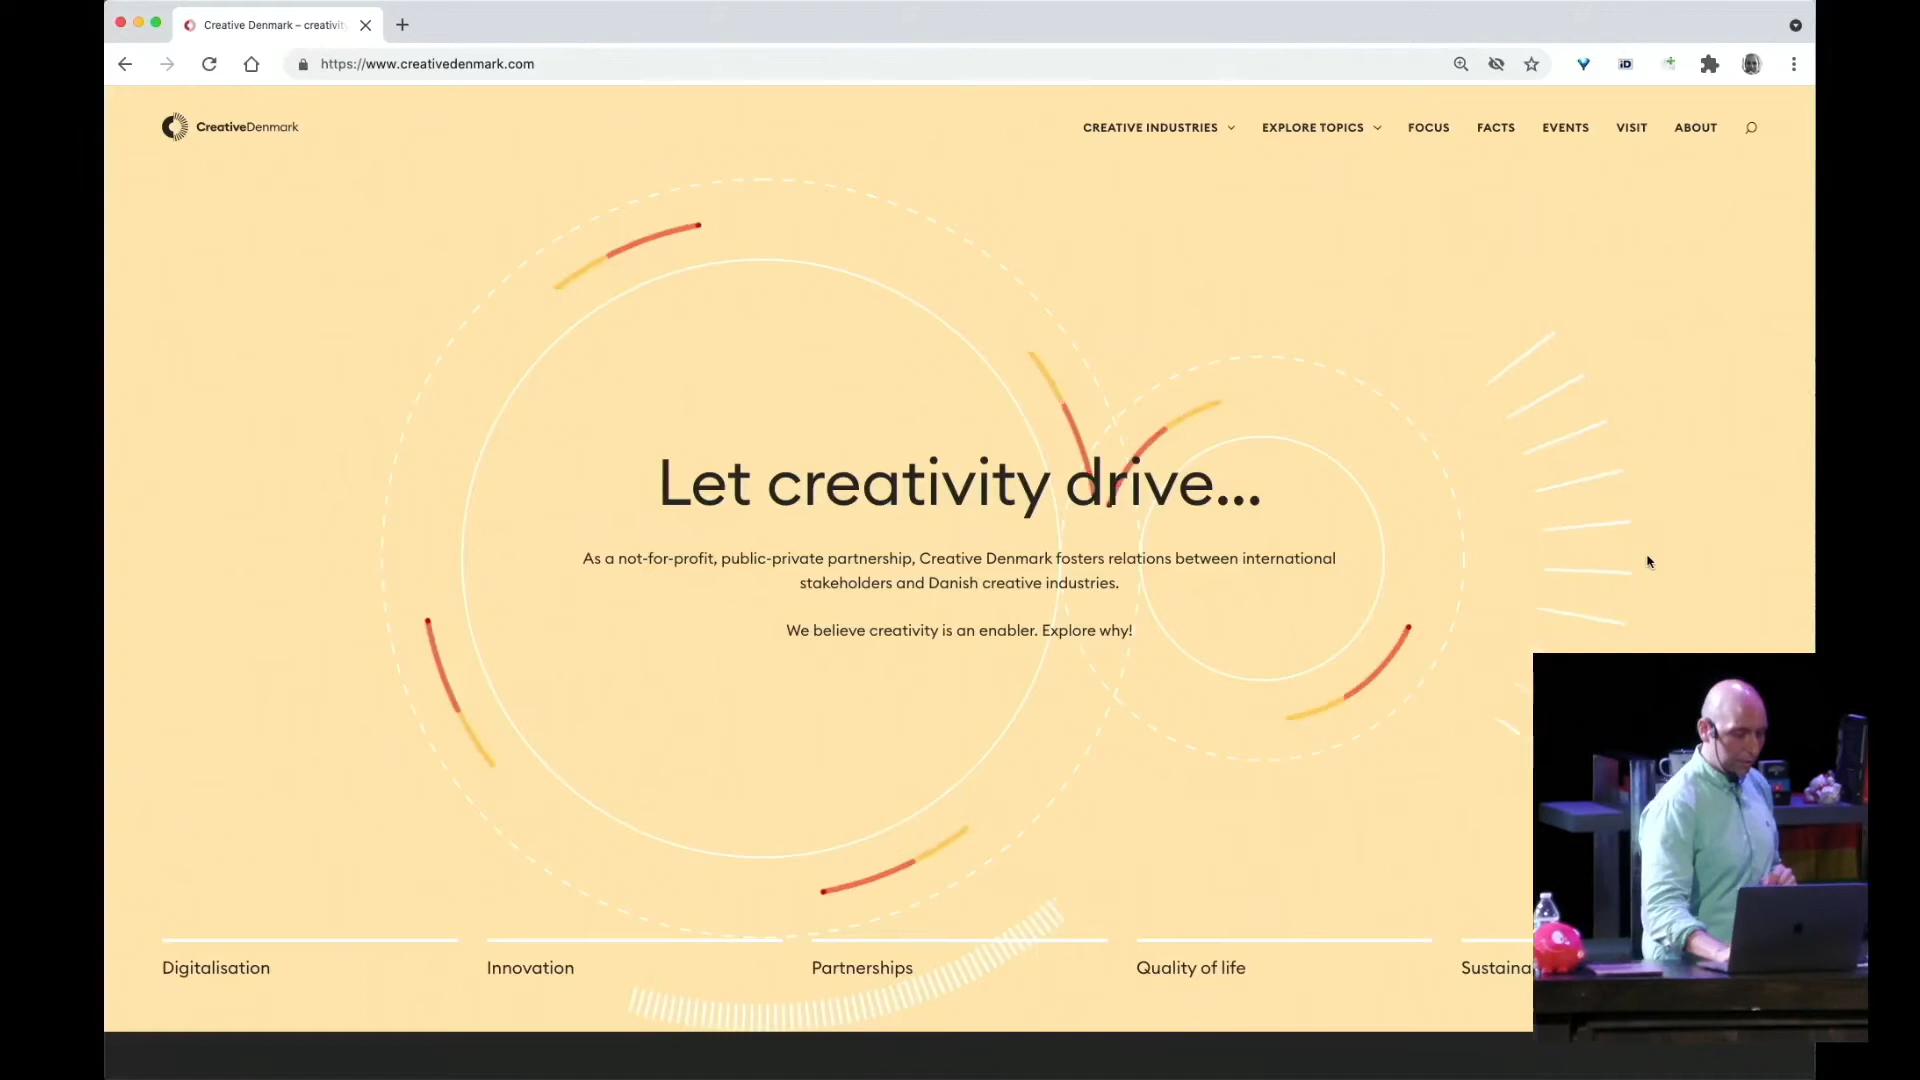 Creative Denmark – creativit
https://www.creativedenmark.com
iD
CreativeDenmark
CREATIVE INDUSTRIES
EXPLORE TOPICS
FOCUS
FACTS
EVENTS
VISIT
ABOUT
Let creativity drive...
As a not-for-profit, public-private partnership, Creative Denmark fosters relations between international
stakeholders and Danish creative industries.
We believe creativity is an enabler. Explore why!
Digitalisation
Innovation
Partnerships
Quality of life
Sustaina